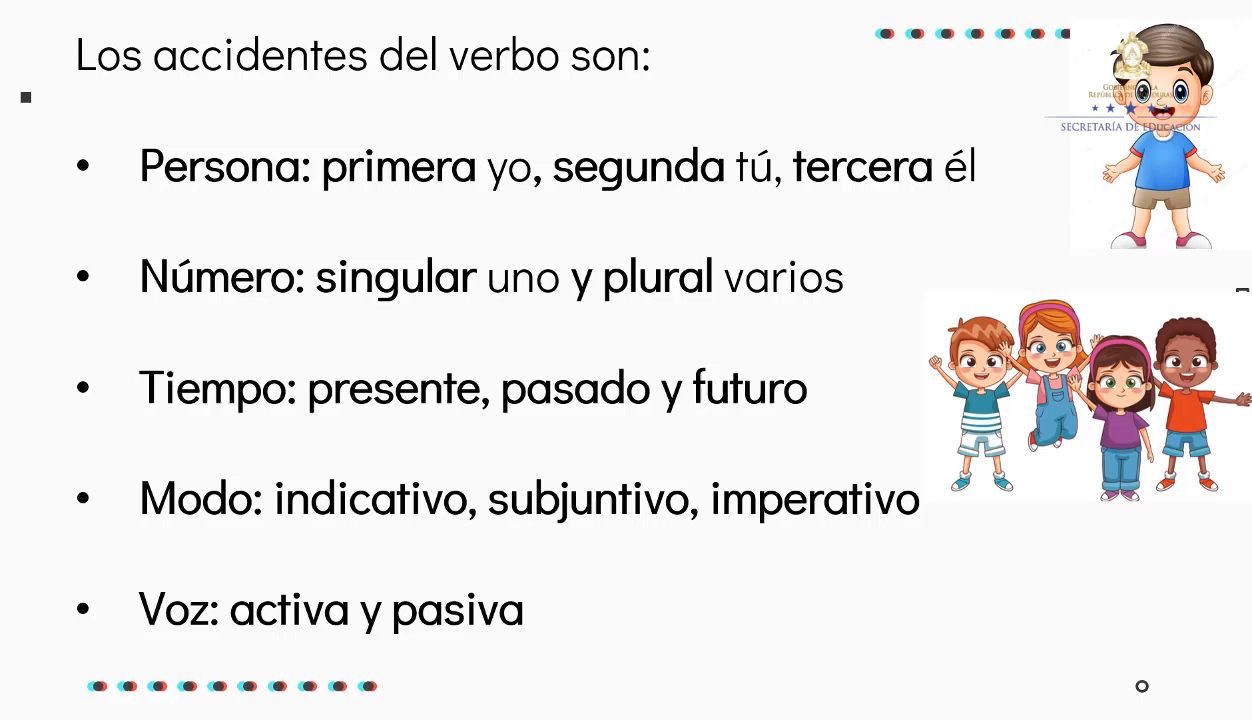 Los accidentes del verbo son:
• Persona: primera yo, segunda tú, tercera él
• Número: singular uno y plural varios
• Tiempo: presente, pasado y futuro
• Modo: indicativo, subjuntivo, imperativo
• Voz: activa y pasiva
SECRETARÍA DE EDUCACIÓN